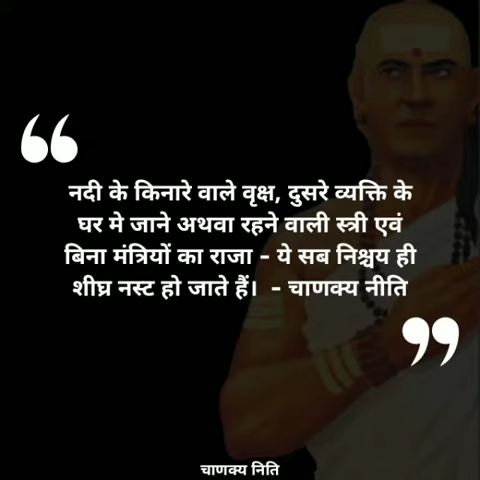 नदी के किनारे वाले वृक्ष, दुसरे व्यक्ति के
घर मे जाने अथवा रहने वाली स्त्री एवं
बिना मंत्रियों का राजा - ये सब निश्चय ही
शीघ्र नस्ट हो जाते हैं। - चाणक्य नीति
चाणक्य निति